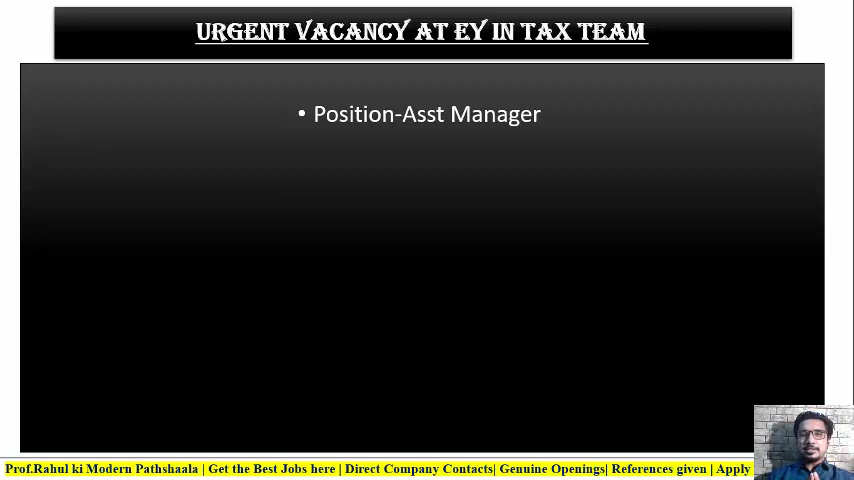 URGENT VACANCY AT EY IN TAX TEAM
• Position-Asst Manager
Prof.Rahul ki Modern Pathshaala | Get the Best Jobs here | Direct Company Contacts| Genuine Openings| References given | Apply